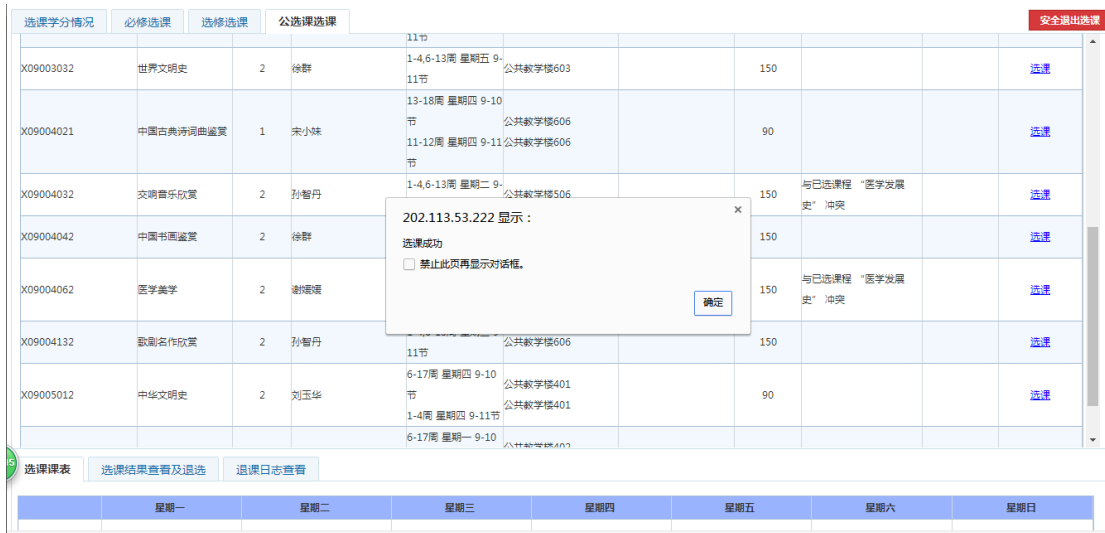 选课学分情况 必修选课 选修选课 公选课选课 安全退出选课
11节
X09003032 世界文明史 2 徐群 1-4,6-13周 星期五 9-11节 公共教学楼603 150 选课
X09004021 中国古典诗词曲鉴赏 1 宋小妹 13-18周 星期四 9-10节 公共教学楼606 90 选课
11-12周 星期四 9-11节 公共教学楼606
X09004032 交响音乐欣赏 2 孙智丹 1-4,6-13周 星期二 9- 公共教学楼506 150 与已选课程 “医学发展史” 冲突 选课
X09004042 中国书画鉴赏 2 徐群 150 选课
X09004062 医学美学 2 谢媛媛 150 与已选课程 “医学发展史” 冲突 选课
202.113.53.222 显示：
×
选课成功
禁止此页再显示对话框。
确定
X09004132 歌剧名作欣赏 2 孙智丹 11节 公共教学楼606 150 选课
X09005012 中华文明史 2 刘玉华 6-17周 星期四 9-10节 公共教学楼401 90 选课
1-4周 星期四 9-11节 公共教学楼401
6-17周 星期一 9-10 公共教学楼402
选课课表 选课结果查看及退选 退课日志查看
星期一 星期二 星期三 星期四 星期五 星期六 星期日